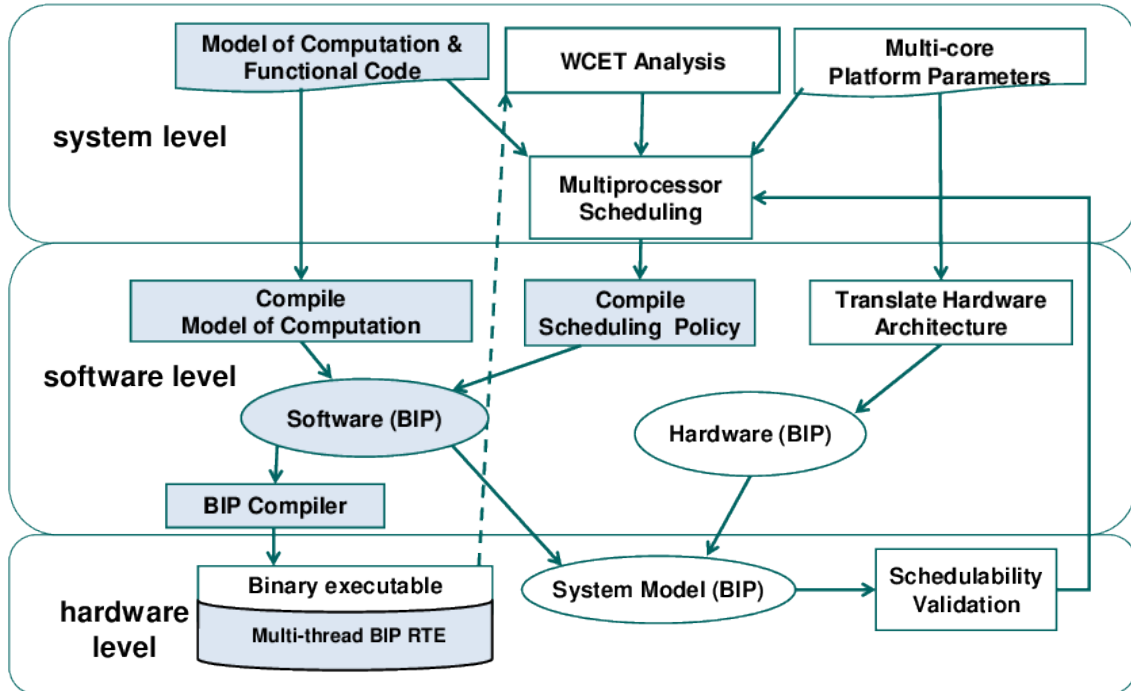 Model of Computation &
Functional Code
WCET Analysis
Multi-core
Platform Parameters
system level
Multiprocessor
Scheduling
Compile
Model of Computation
Compile
Scheduling Policy
Translate Hardware
Architecture
software level
Software (BIP)
Hardware (BIP)
BIP Compiler
Binary executable
System Model (BIP)
Schedulability
Validation
hardware
level
Multi-thread BIP RTE